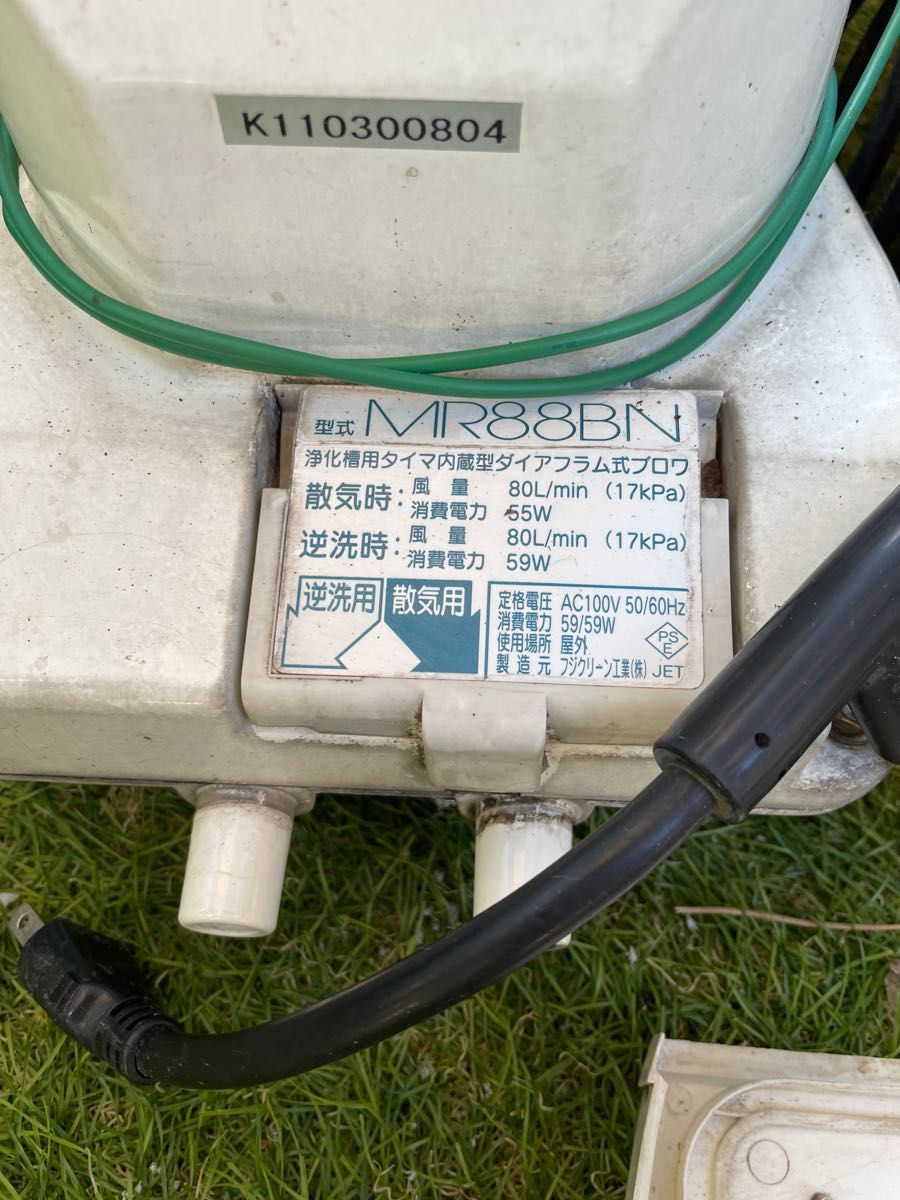 K110300804
型式 MR88BN
浄化槽用タイマ内蔵型ダイアフラム式ブロワ
散気時：風量 80L/min （17kPa）
消費電力 55W
逆洗時：風量 80L/min （17kPa）
消費電力 59W
逆洗用 散気用
定格電圧 AC100V 50/60Hz
消費電力 59/59W
使用場所 屋外
製造元 フジクリーン工業（株）
PS
E
JET